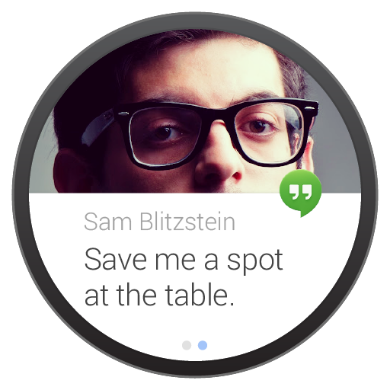 Sam Blitzstein
Save me a spot
at the table.